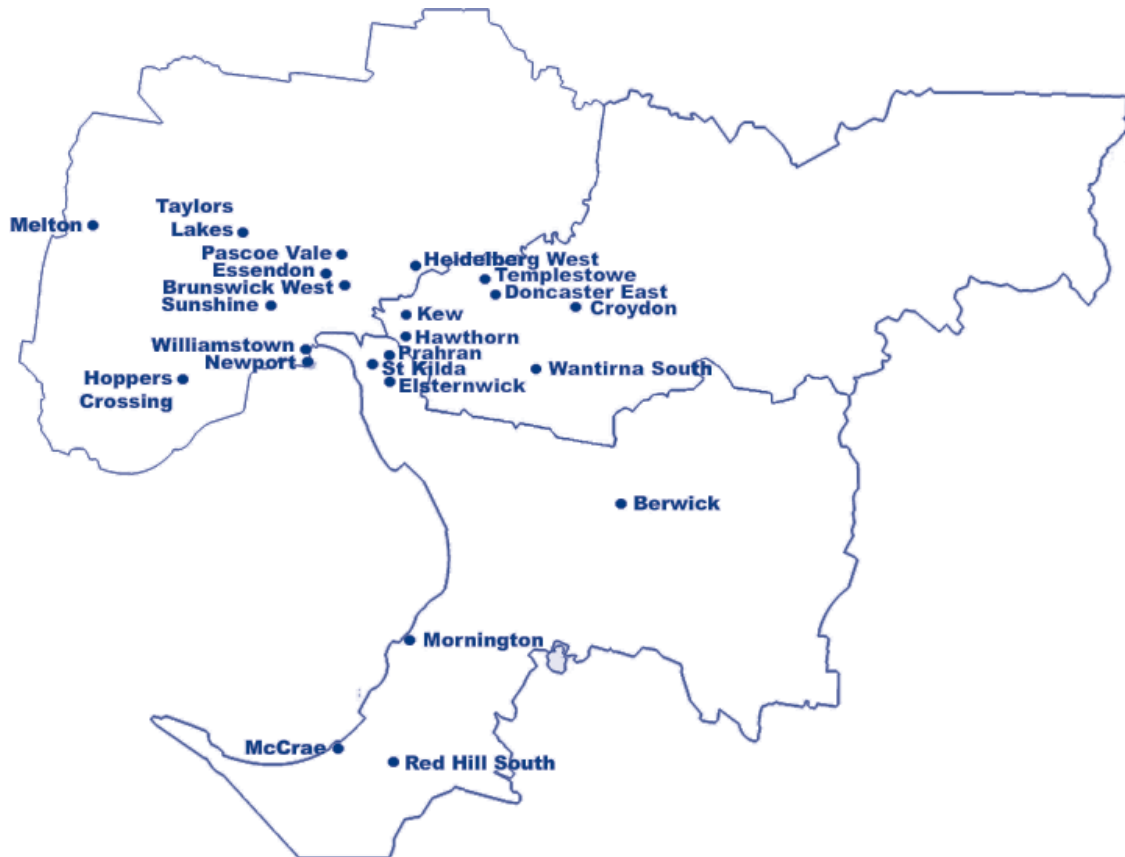 Taylors
Melton
Lakes
Pascoe Vale
Heidelberg West
Essendon
Templestowe
Brunswick West
Doncaster East
Sunshine
Croydon
Kew
Hawthorn
Williamstown
Prahran
Newport
St Kilda
Wantirna South
Hoppers
Elsternwick
Crossing
Berwick
Mornington
McCrae
Red Hill South